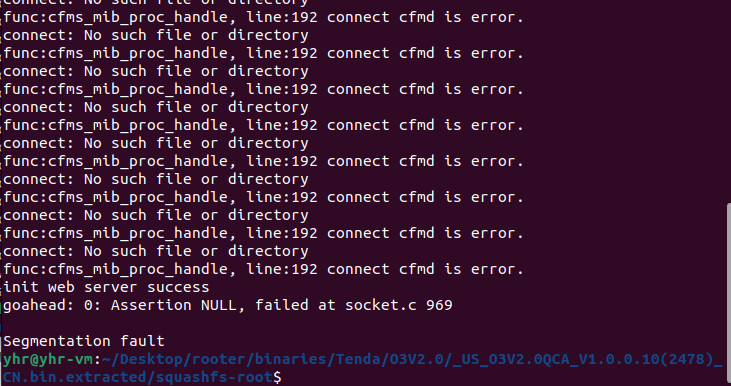 connect: No such file or directory
func:cfms_mib_proc_handle, line:192 connect cfmd is error.
connect: No such file or directory
func:cfms_mib_proc_handle, line:192 connect cfmd is error.
connect: No such file or directory
func:cfms_mib_proc_handle, line:192 connect cfmd is error.
connect: No such file or directory
func:cfms_mib_proc_handle, line:192 connect cfmd is error.
connect: No such file or directory
func:cfms_mib_proc_handle, line:192 connect cfmd is error.
connect: No such file or directory
func:cfms_mib_proc_handle, line:192 connect cfmd is error.
connect: No such file or directory
func:cfms_mib_proc_handle, line:192 connect cfmd is error.
connect: No such file or directory
func:cfms_mib_proc_handle, line:192 connect cfmd is error.
init web server success
goahead: 0: Assertion NULL, failed at socket.c 969
Segmentation fault
yhr@yhr-vm:~/Desktop/rooter/binaries/Tenda/O3V2.0/_US_O3V2.0QCA_V1.0.0.10(2478)_
CN.bin.extracted/squashfs-root$